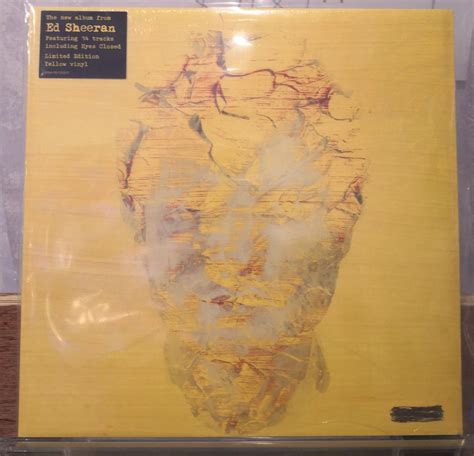 The new album from
Ed Sheeran
Featuring 14 tracks
including Eyes Closed
Limited Edition
Yellow vinyl